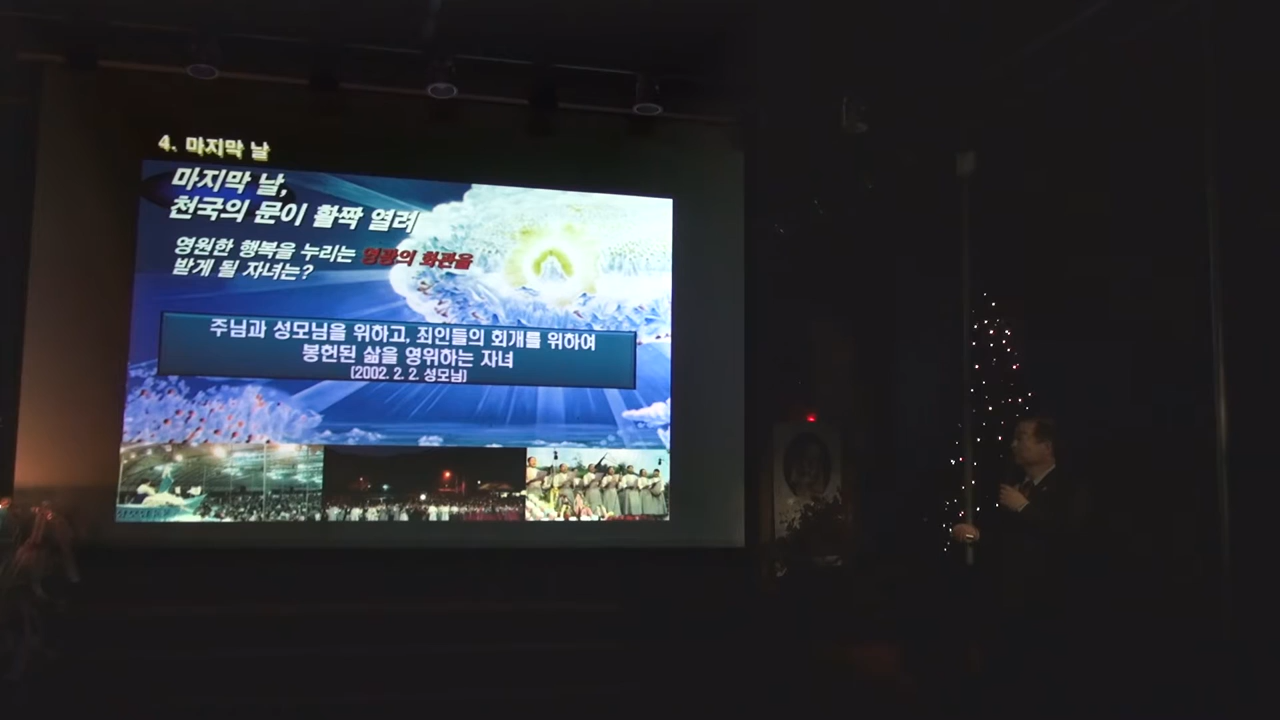 4. 마지막 날
마지막 날,
천국의 문이 활짝 열려
영원한 행복을 누리는 영광의 화관을
받게 될 자녀는?
주님과 성모님을 위하고, 죄인들의 회개를 위하여
봉헌된 삶을 영위하는 자녀
(2002. 2. 2. 성모님)